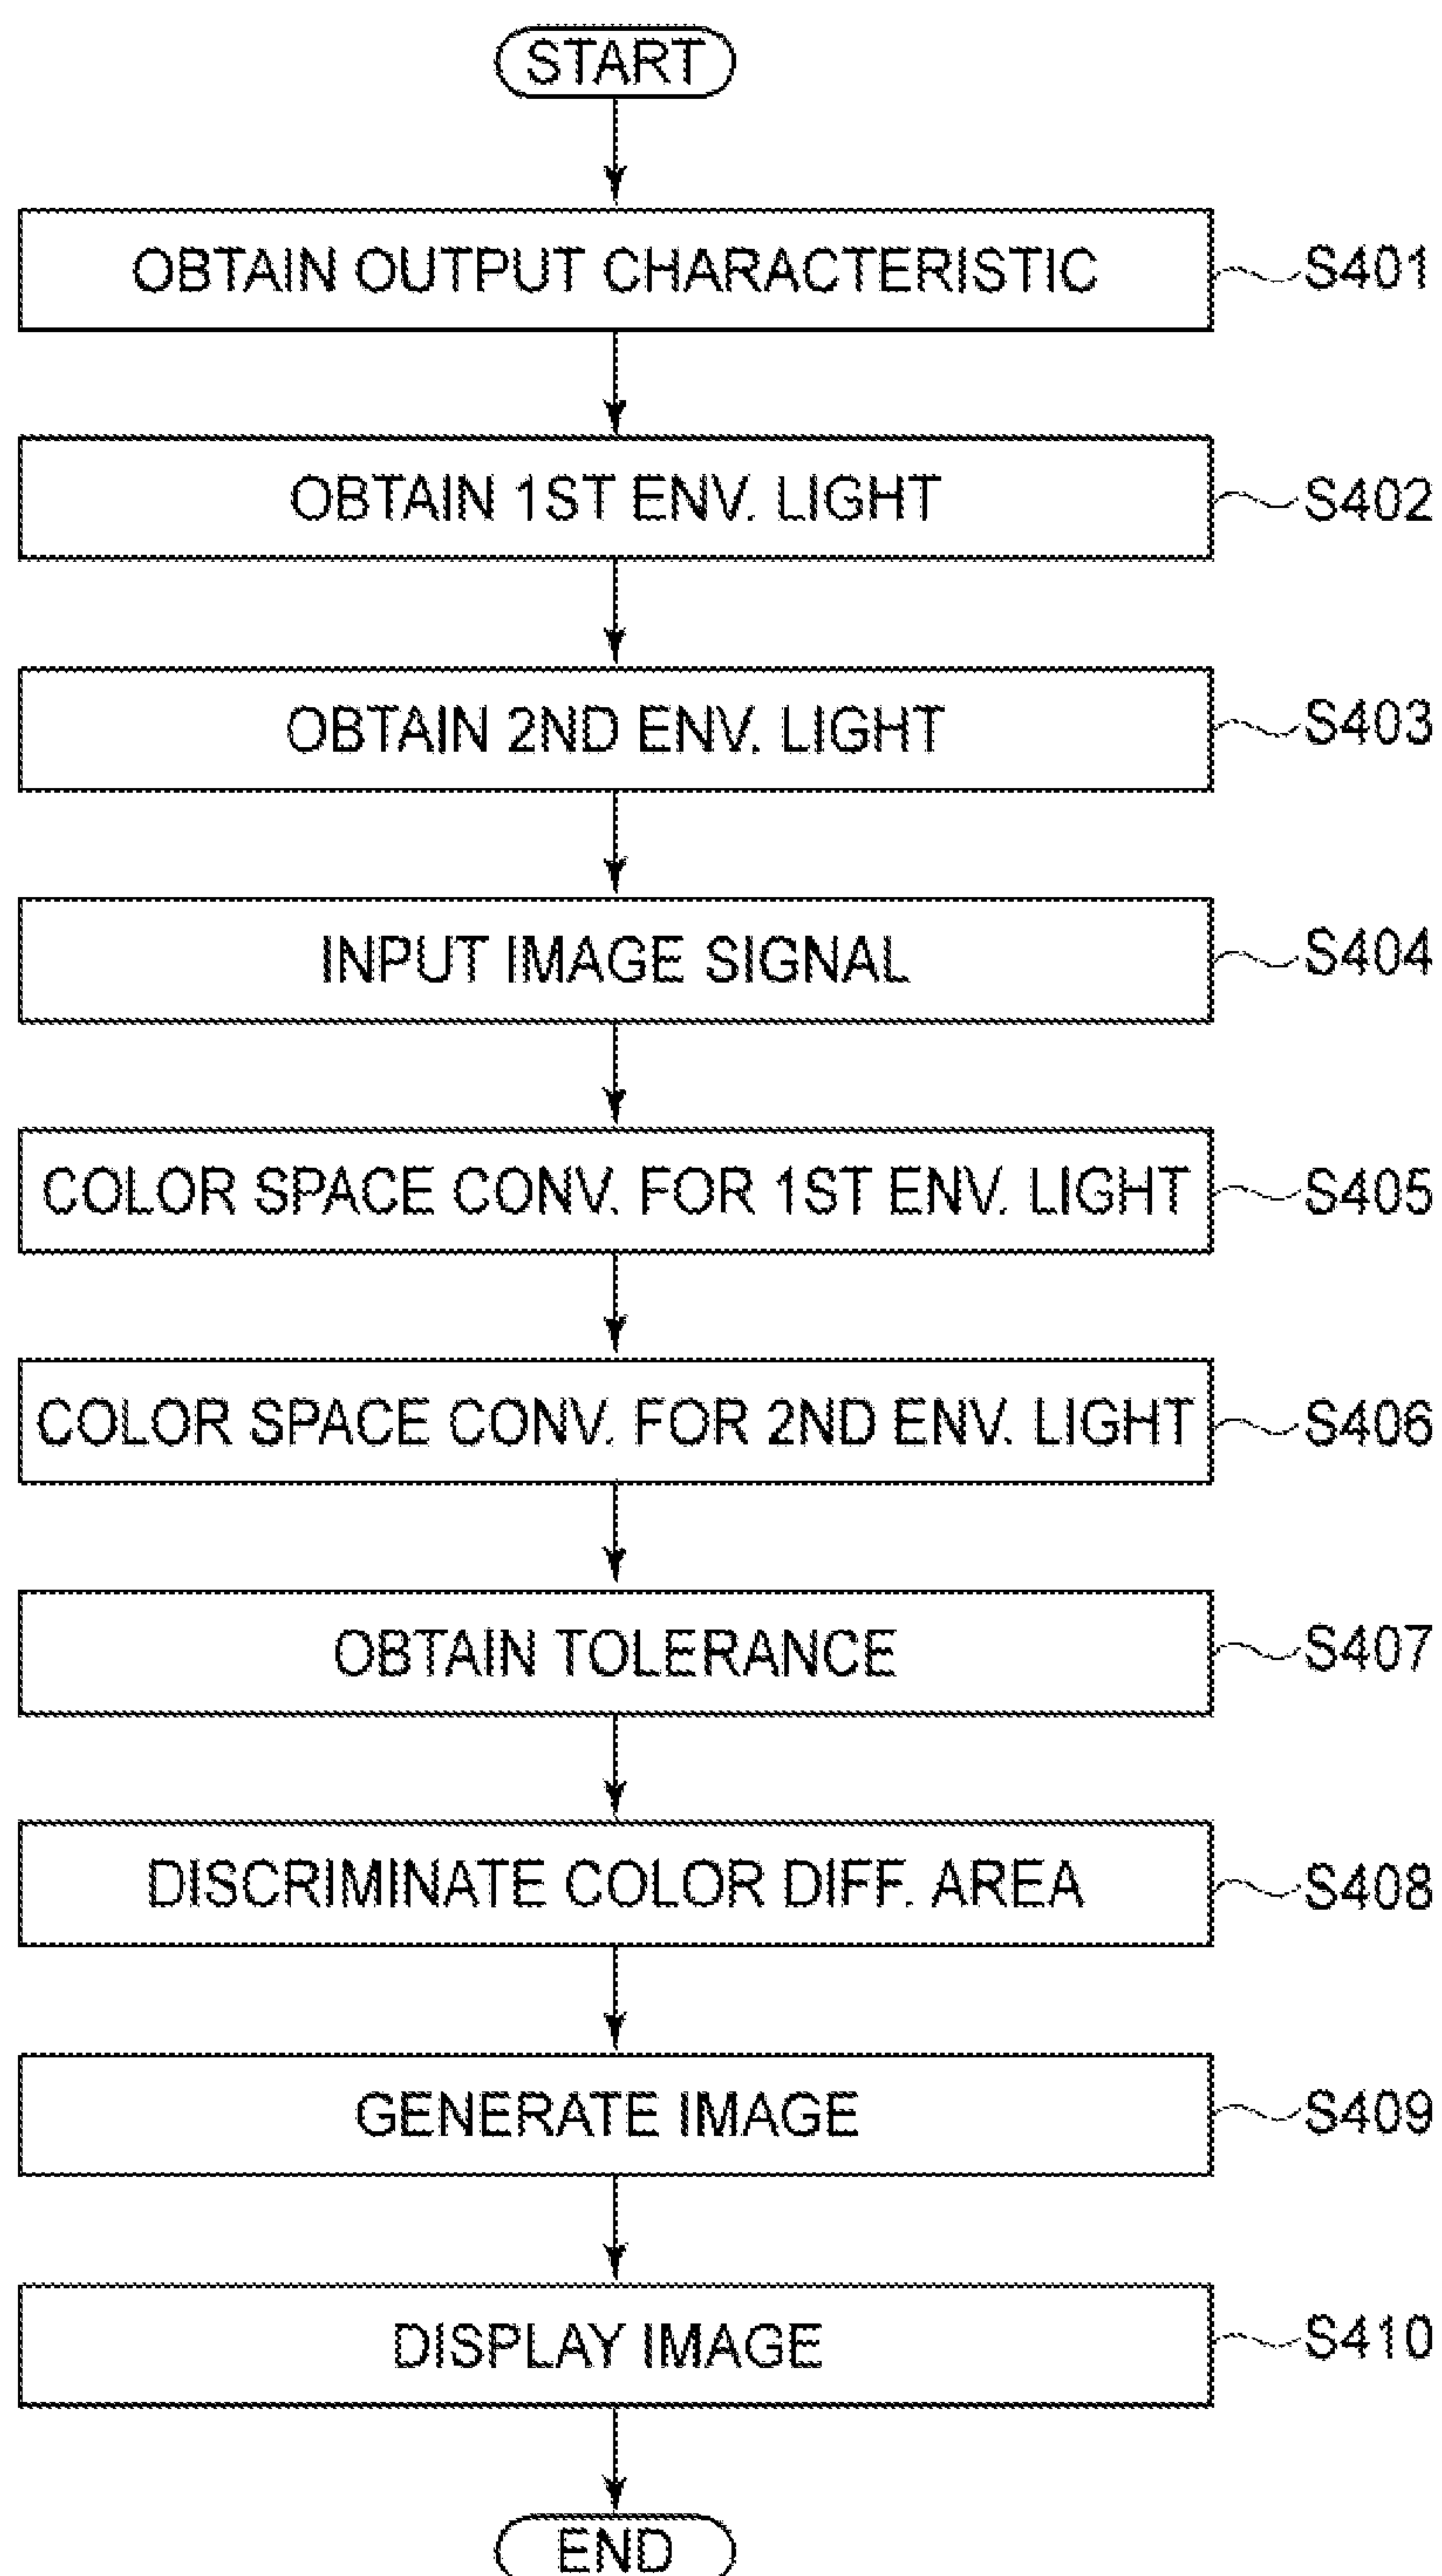 START
OBTAIN OUTPUT CHARACTERISTIC S401
OBTAIN 1ST ENV. LIGHT S402
OBTAIN 2ND ENV. LIGHT S403
INPUT IMAGE SIGNAL S404
COLOR SPACE CONV. FOR 1ST ENV. LIGHT S405
COLOR SPACE CONV. FOR 2ND ENV. LIGHT S406
OBTAIN TOLERANCE S407
DISCRIMINATE COLOR DIFF. AREA S408
GENERATE IMAGE S409
DISPLAY IMAGE S410
END